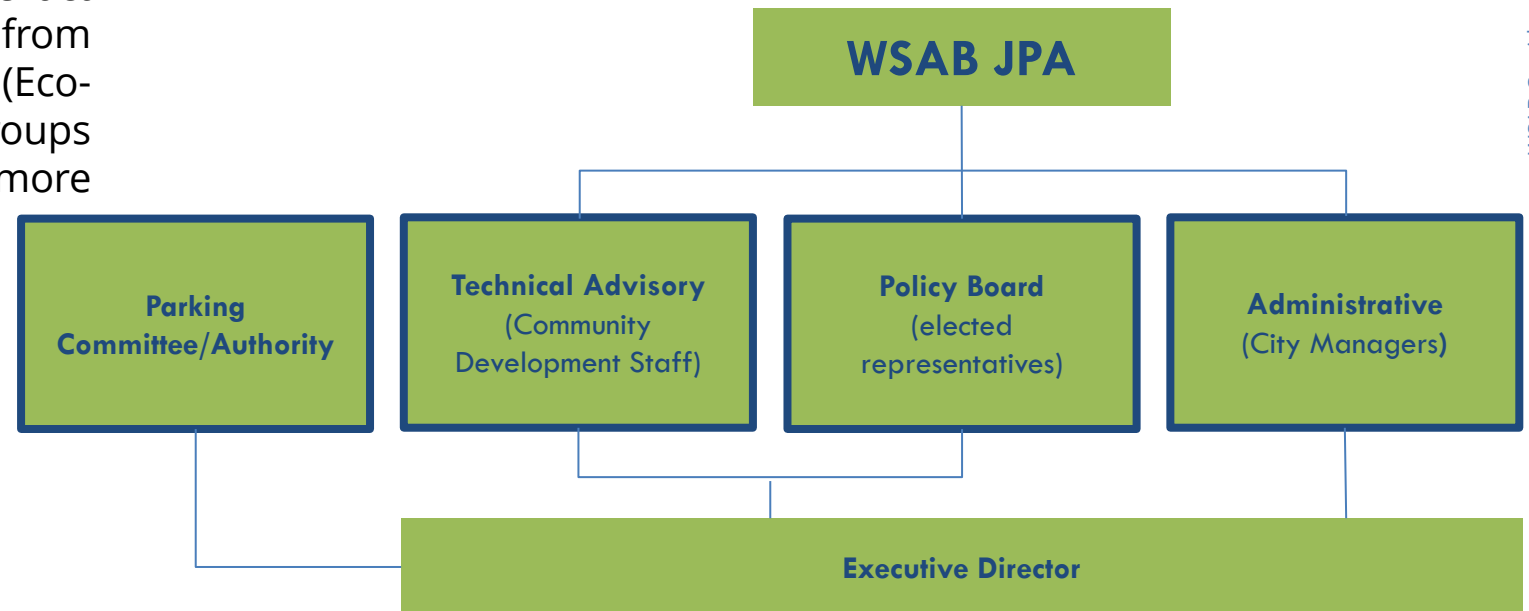 from
(Eco-
roups
more
WSAB JPA
Parking
Committee/Authority
Technical Advisory
(Community
Development Staff)
Policy Board
(elected
representatives)
Administrative
(City Managers)
Executive Director